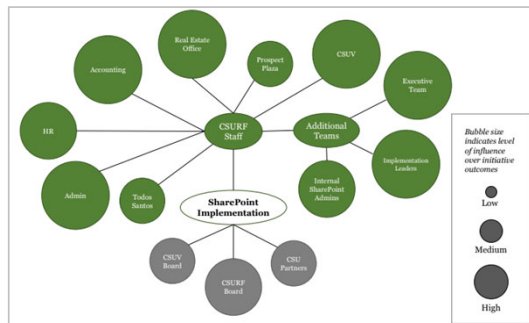 Real Estate
Office
CSUV
Prospect
Plaza
Accounting
Executive
Team
HR
CSURF
Staff
Additional
Teams
Implementation
Leaders
Admin
Todos
Santos
Internal
SharePoint
Admins
SharePoint
Implementation
CSUV
Board
CSURF
Board
CSU
Partners
Bubble size
indicates level
of influence
over initiative
outcomes
Low
Medium
High